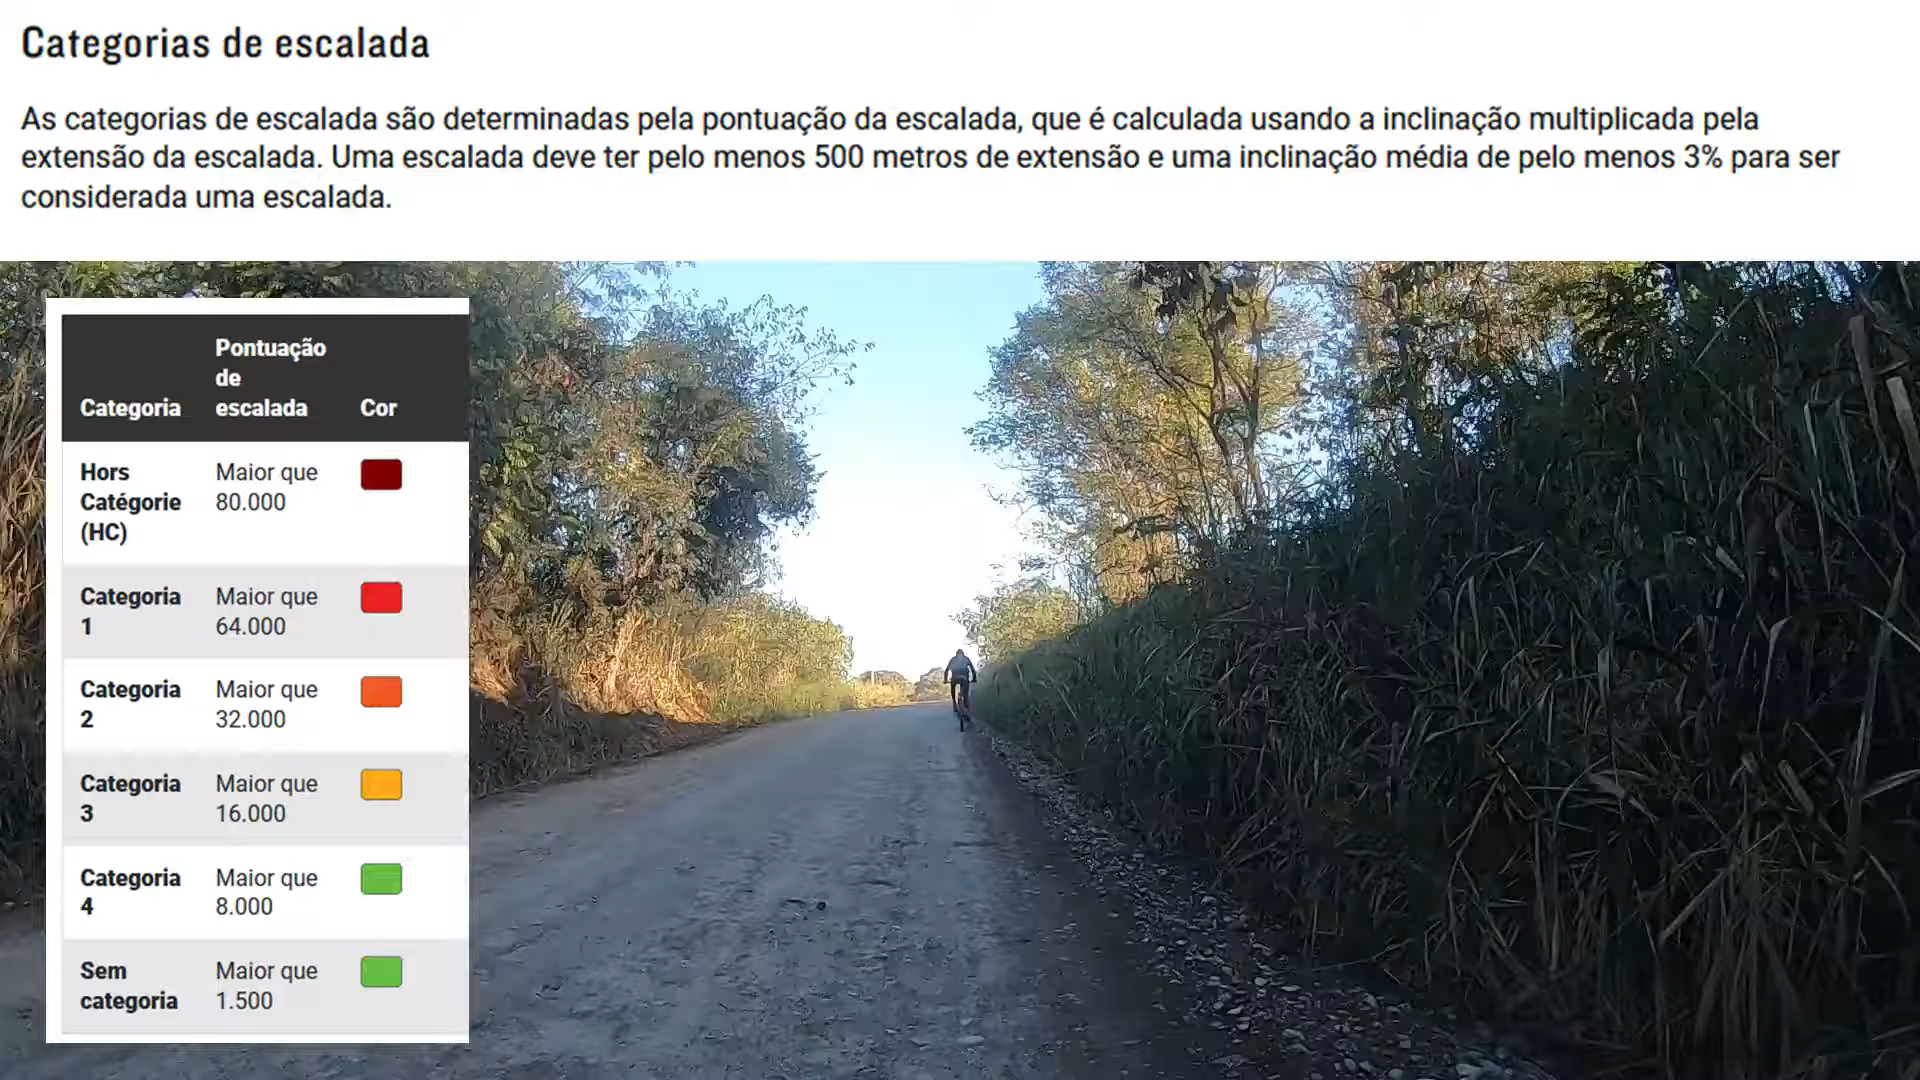 Categorias de escalada
As categorias de escalada são determinadas pela pontuação da escalada, que é calculada usando a inclinação multiplicada pela
extensão da escalada. Uma escalada deve ter pelo menos 500 metros de extensão e uma inclinação média de pelo menos 3% para ser
considerada uma escalada.
Categoria Pontuação de escalada Cor
Hors Catégorie (HC) Maior que 80.000
Categoria 1 Maior que 64.000
Categoria 2 Maior que 32.000
Categoria 3 Maior que 16.000
Categoria 4 Maior que 8.000
Sem categoria Maior que 1.500